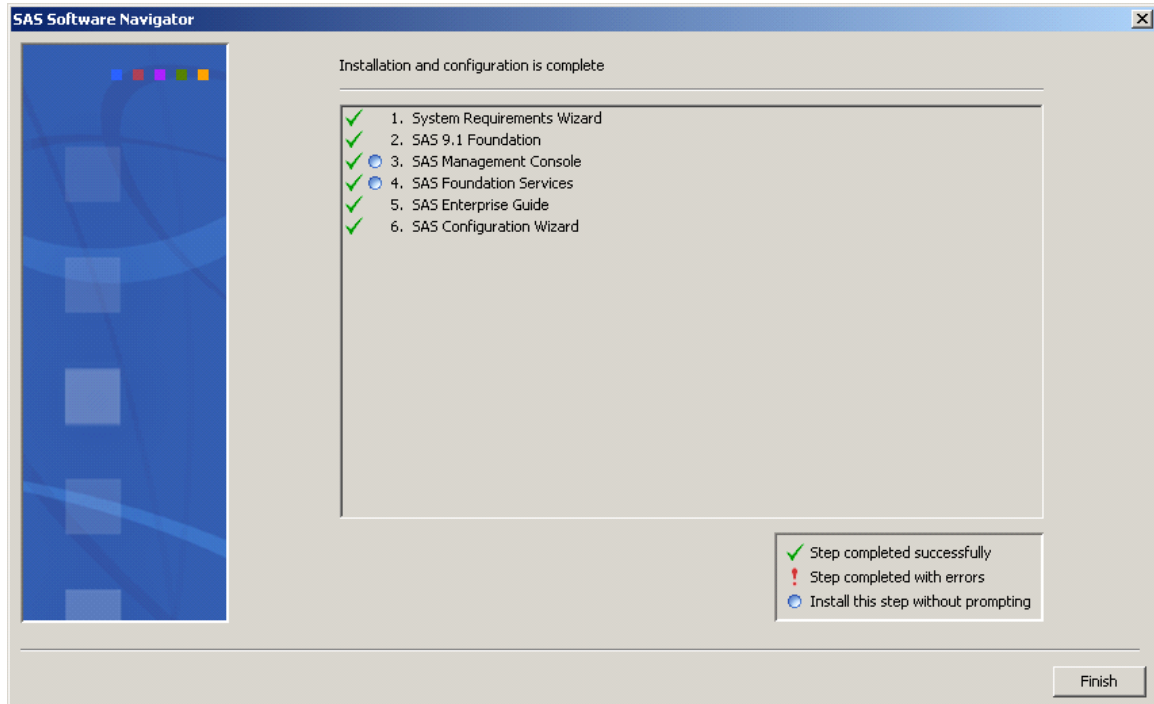 SAS Software Navigator
Installation and configuration is complete
1. System Requirements Wizard
2. SAS 9.1 Foundation
3. SAS Management Console
4. SAS Foundation Services
5. SAS Enterprise Guide
6. SAS Configuration Wizard
Step completed successfully
Step completed with errors
Install this step without prompting
Finish